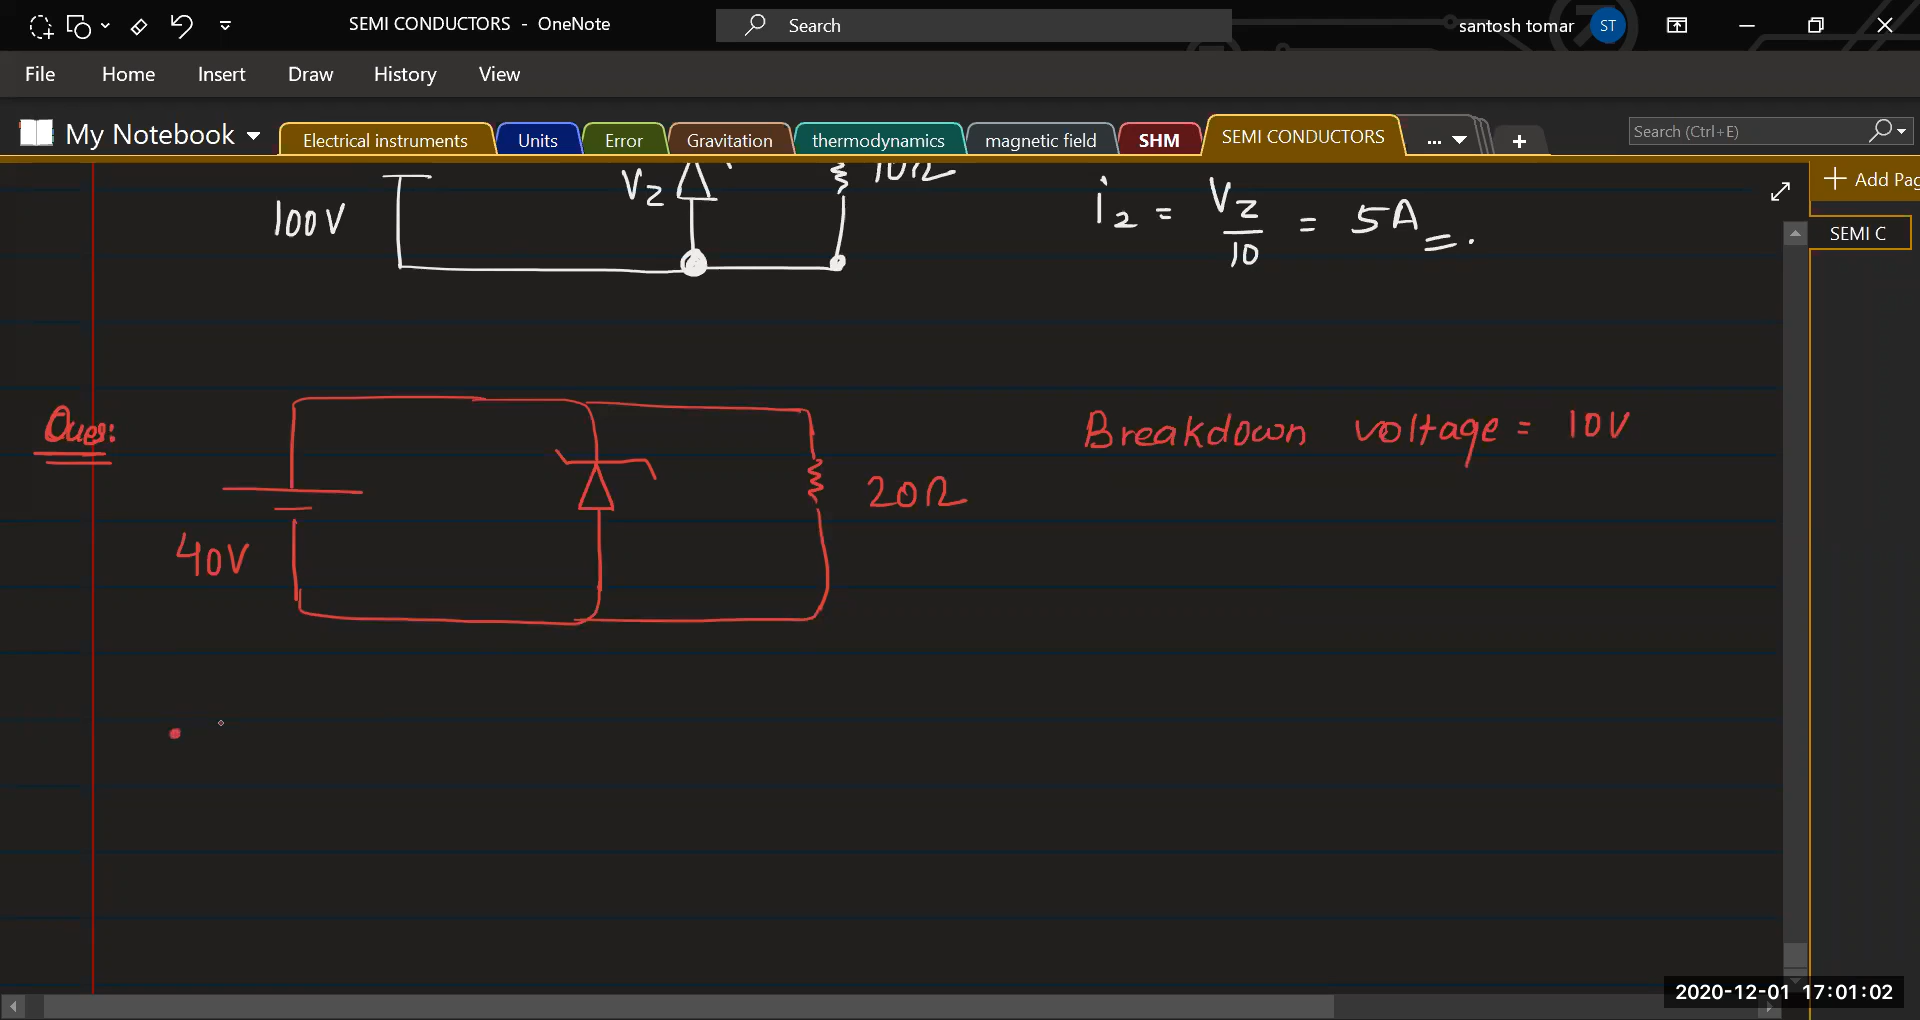 SEMI CONDUCTORS - OneNote
Search
santosh tomar
ST
File Home Insert Draw History View
My Notebook
Electrical instruments
Units
Error
Gravitation
thermodynamics
magnetic field
SHM
SEMI CONDUCTORS
...
+
Search (Ctrl+E)
+ Add Pag
SEMI C
100V
VZ
10Ω
i2 = VZ/10 = 5A
Ques:
Breakdown voltage = 10V
20Ω
40V
2020-12-01 17:01:02